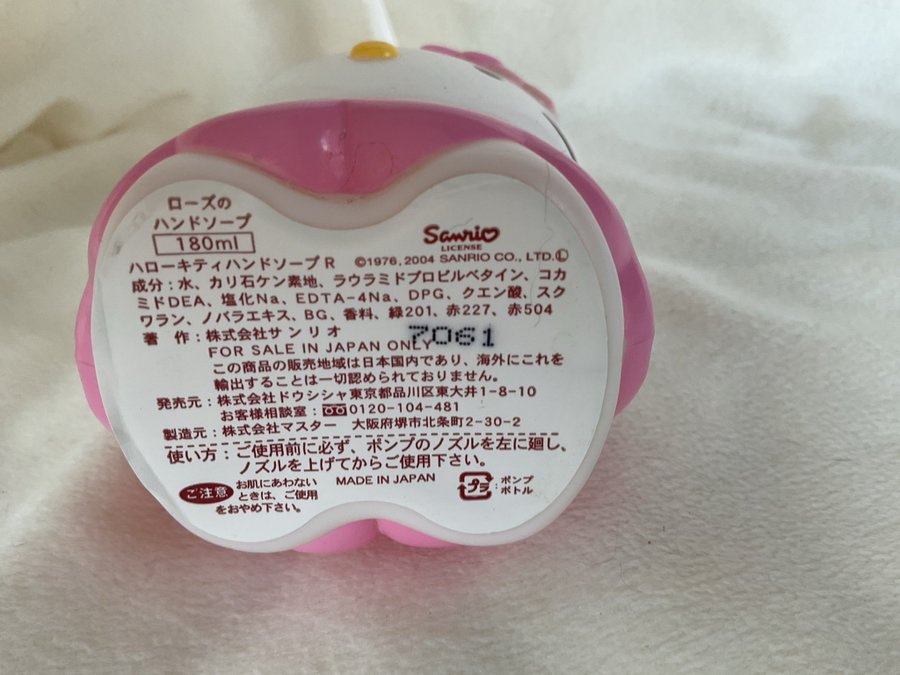 ローズの
ハンドソープ
180ml
Sanrio
LICENSE
ハローキティハンドソープR ©1976, 2004 SANRIO CO., LTD.Ⓛ
成分：水、カリ石ケン素地、ラウラミドプロピルベタイン、コカ
ミドDEA、塩化Na、EDTA-4Na、DPG、クエン酸、スク
ワラン、ノバラエキス、BG、香料、緑201、赤227、赤504
著　作：株式会社サンリオ
7061
FOR SALE IN JAPAN ONLY
この商品の販売地域は日本国内であり、海外にこれを
輸出することは一切認められておりません。
発売元：株式会社ドウシシャ東京都品川区東大井1-8-10
お客様相談室：0120-104-481
製造元：株式会社マスター　大阪府堺市北条町2-30-2
使い方：ご使用前に必ず、ポンプのノズルを左に廻し、
ノズルを上げてからご使用下さい。
ご注意 お肌にあわない
ときは、ご使用
をおやめ下さい。
MADE IN JAPAN
プラ：ポンプ
ボトル